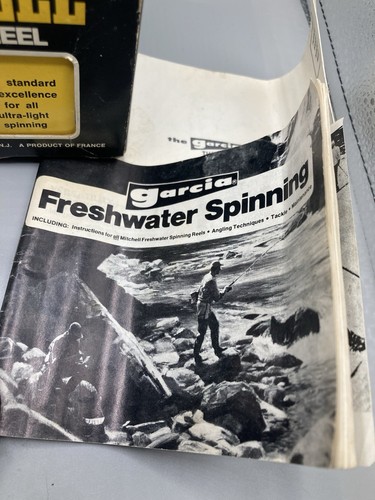 REEL
standard
excellence
for all
ultra-light
spinning
N.J. A PRODUCT OF FRANCE
the garcia
garcia
Freshwater Spinning
INCLUDING: Instructions for all Mitchell Freshwater Spinning Reels • Angling Techniques • Tackle •